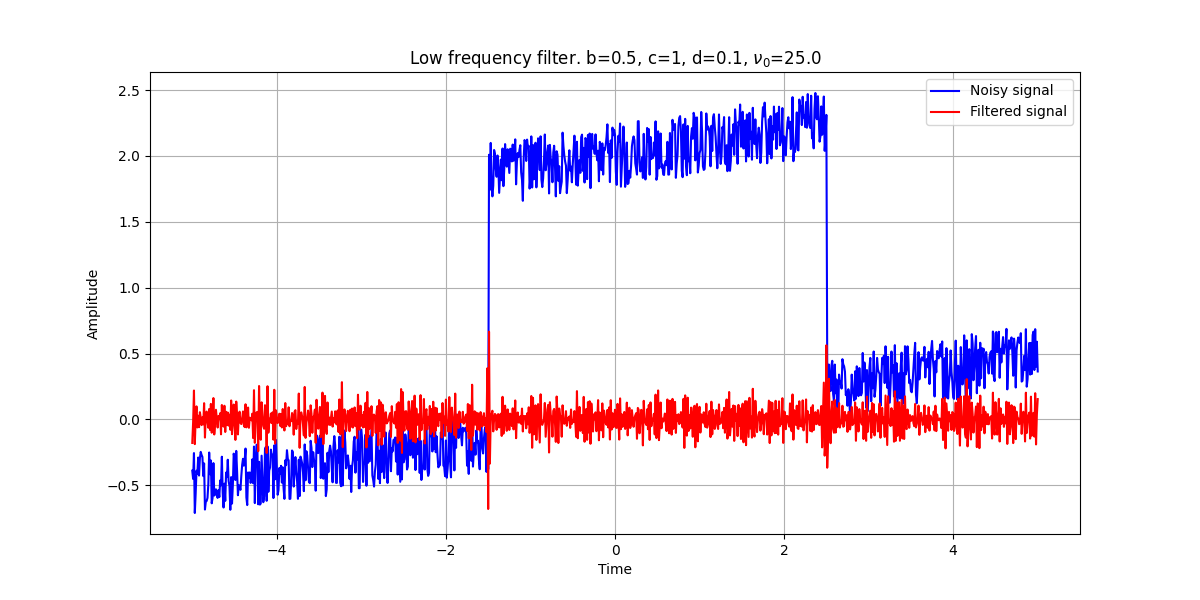 Low frequency filter. b=0.5, c=1, d=0.1, ν₀=25.0
Noisy signal
Filtered signal
2.5
2.0
1.5
1.0
0.5
0.0
−0.5
Amplitude
−4
−2
0
2
4
Time